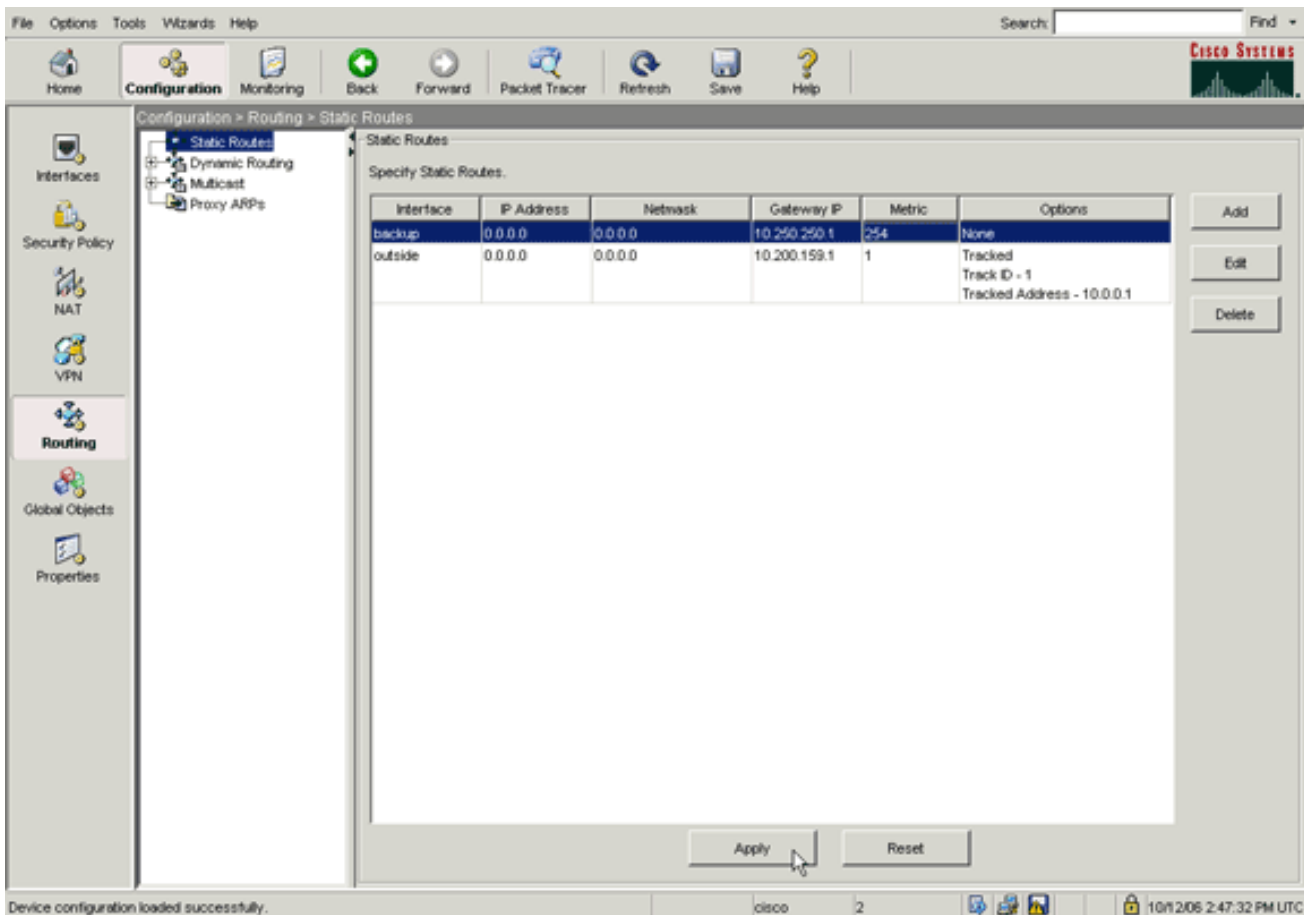 File Options Tools Wizards Help Search: Find
Home Configuration Monitoring Back Forward Packet Tracer Refresh Save Help
CISCO SYSTEMS
Configuration > Routing > Static Routes
Interfaces
Security Policy
NAT
VPN
Routing
Global Objects
Properties
Static Routes
Dynamic Routing
Multicast
Proxy ARPs
Static Routes
Specify Static Routes.
Interface IP Address Netmask Gateway IP Metric Options
backup 0.0.0.0 0.0.0.0 10.250.250.1 254 None
outside 0.0.0.0 0.0.0.0 10.200.159.1 1 Tracked
Track ID - 1
Tracked Address - 10.0.0.1
Add
Edit
Delete
Apply Reset
Device configuration loaded successfully. cisco 2 10/12/06 2:47:32 PM UTC